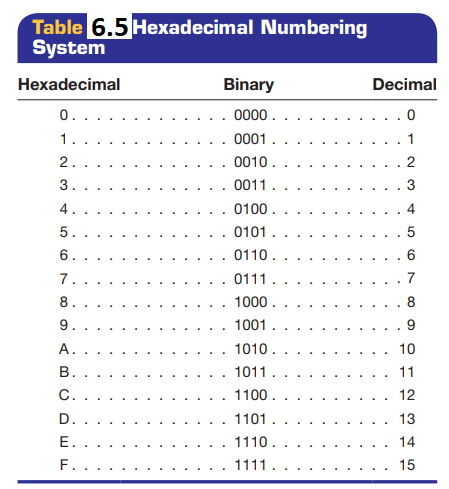 Table 6.5 Hexadecimal Numbering
System
Hexadecimal Binary Decimal
0. . . . . . . . . . . . . 0000 . . . . . . . . . . . 0
1. . . . . . . . . . . . . 0001 . . . . . . . . . . . 1
2. . . . . . . . . . . . . 0010 . . . . . . . . . . . 2
3. . . . . . . . . . . . . 0011 . . . . . . . . . . . 3
4. . . . . . . . . . . . . 0100 . . . . . . . . . . . 4
5. . . . . . . . . . . . . 0101 . . . . . . . . . . . 5
6. . . . . . . . . . . . . 0110 . . . . . . . . . . . 6
7. . . . . . . . . . . . . 0111 . . . . . . . . . . . 7
8. . . . . . . . . . . . . 1000 . . . . . . . . . . . 8
9. . . . . . . . . . . . . 1001 . . . . . . . . . . . 9
A. . . . . . . . . . . . . 1010 . . . . . . . . . . 10
B. . . . . . . . . . . . . 1011 . . . . . . . . . . 11
C. . . . . . . . . . . . . 1100 . . . . . . . . . . 12
D. . . . . . . . . . . . . 1101 . . . . . . . . . . 13
E. . . . . . . . . . . . . 1110 . . . . . . . . . . 14
F. . . . . . . . . . . . . 1111 . . . . . . . . . . 15